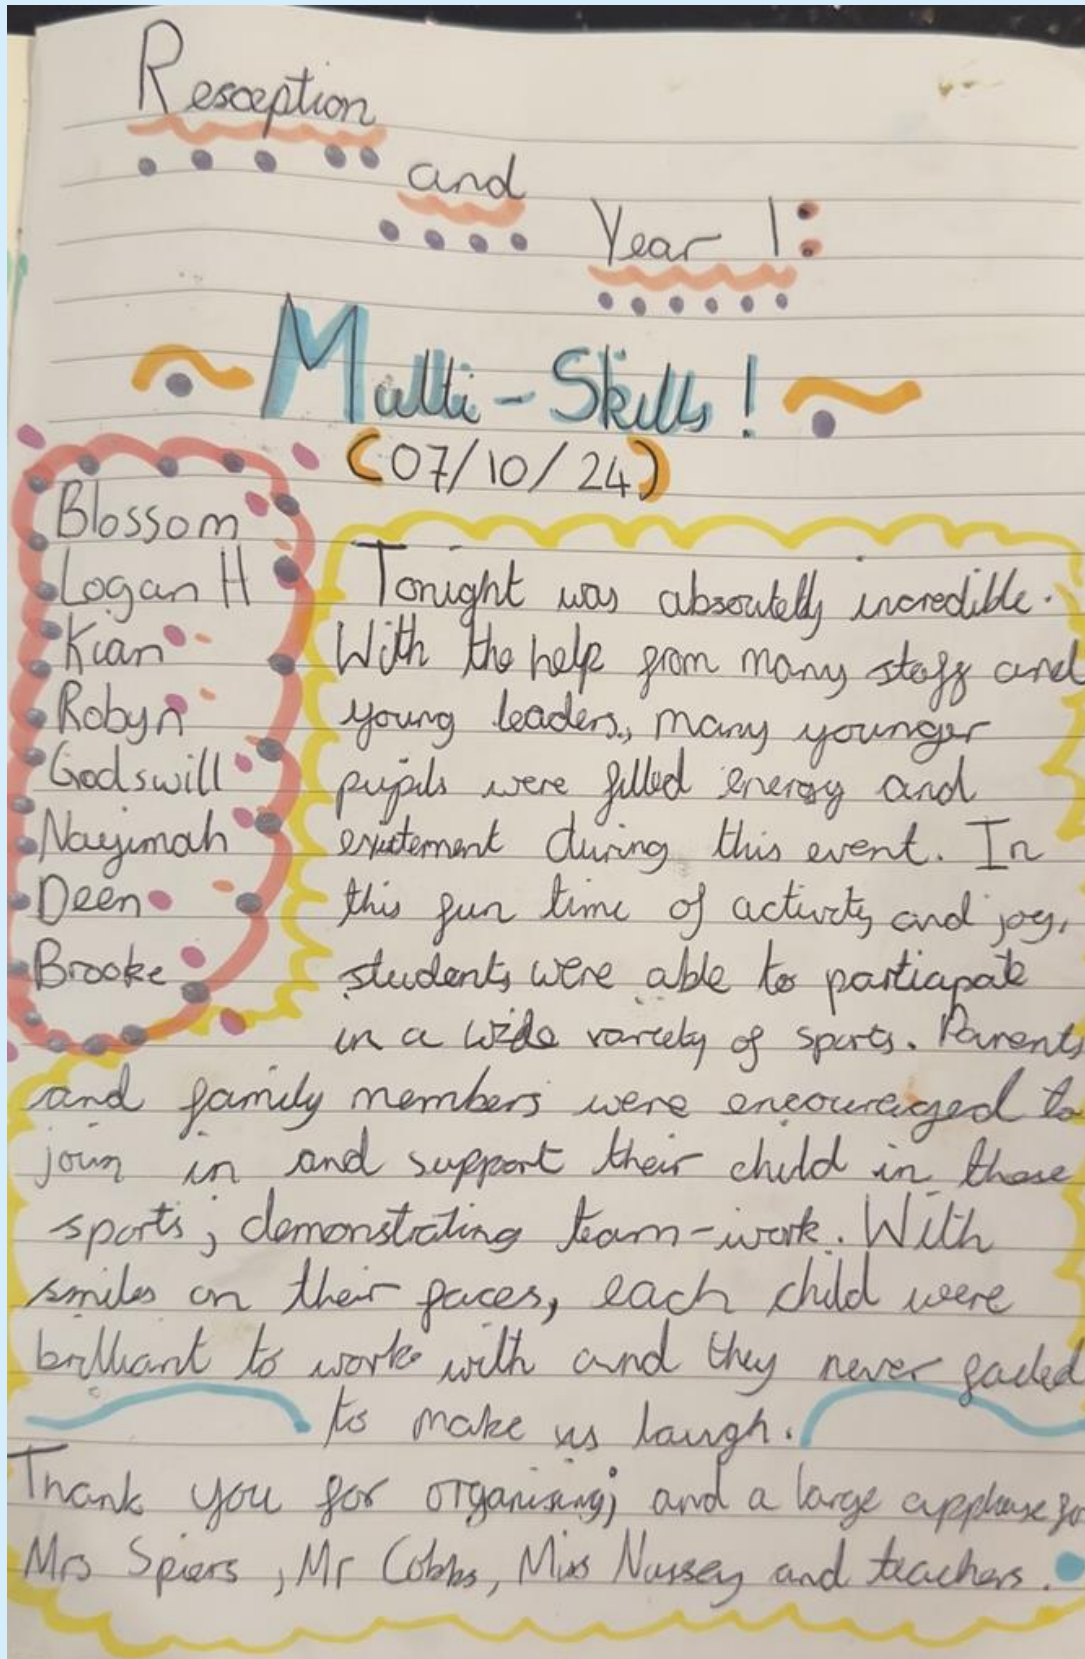 Resception
and
Year 1:
Multi-Skills!
(07/10/24)
Blossom
Logan H
Kian
Robyn
Godswill
Nayimah
Deen
Brooke
Tonight was absoutelly incredible.
With the help from many staff and
young leaders, many younger
pupils were filled energy and
exutement during this event. In
this fun time of activity and joy,
students were able to partiapate
in a wide variety of sports. Parents
and family members were encouraged to
join in and support their child in these
sports; demonstrating team-work. With
smiles on their faces, each child were
brilliant to work with and they never failed
to make us laugh.
Thank you for organising; and a large applause for
Mrs Spiers, Mr Cobbs, Miss Nussey and teachers.